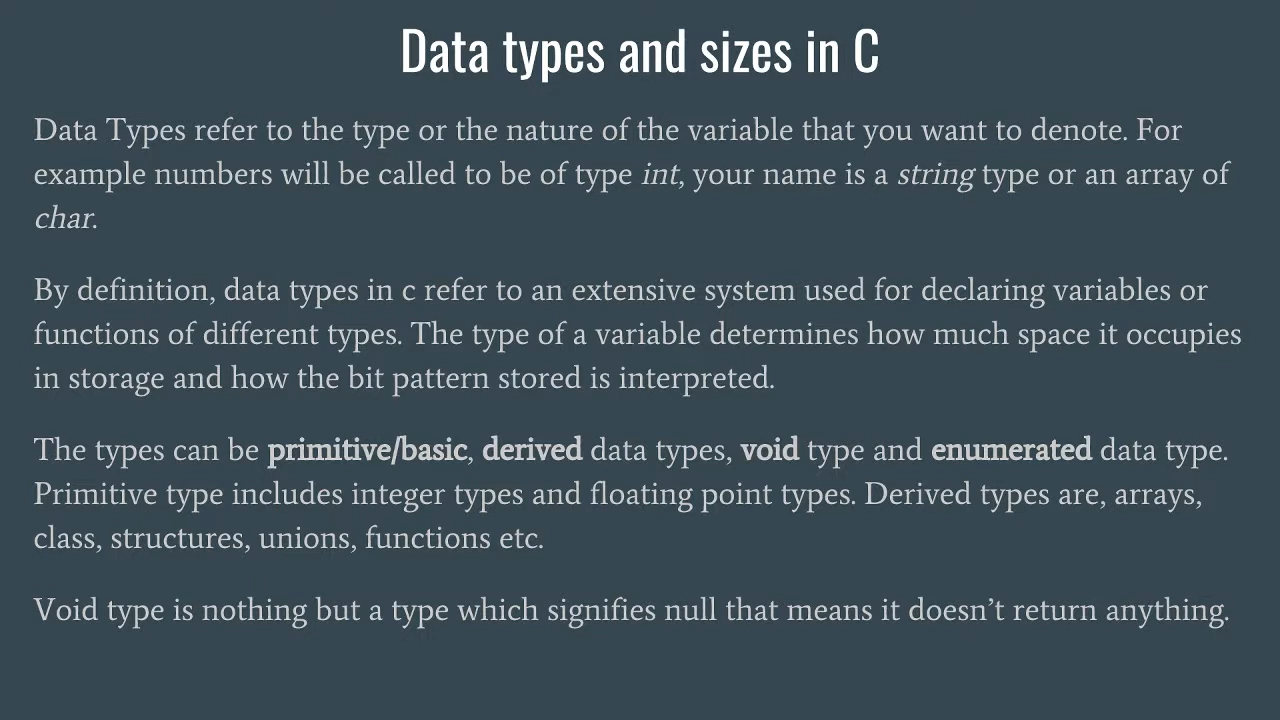 Data types and sizes in C
Data Types refer to the type or the nature of the variable that you want to denote. For
example numbers will be called to be of type int, your name is a string type or an array of
char.
By definition, data types in c refer to an extensive system used for declaring variables or
functions of different types. The type of a variable determines how much space it occupies
in storage and how the bit pattern stored is interpreted.
The types can be primitive/basic, derived data types, void type and enumerated data type.
Primitive type includes integer types and floating point types. Derived types are, arrays,
class, structures, unions, functions etc.
Void type is nothing but a type which signifies null that means it doesn’t return anything.